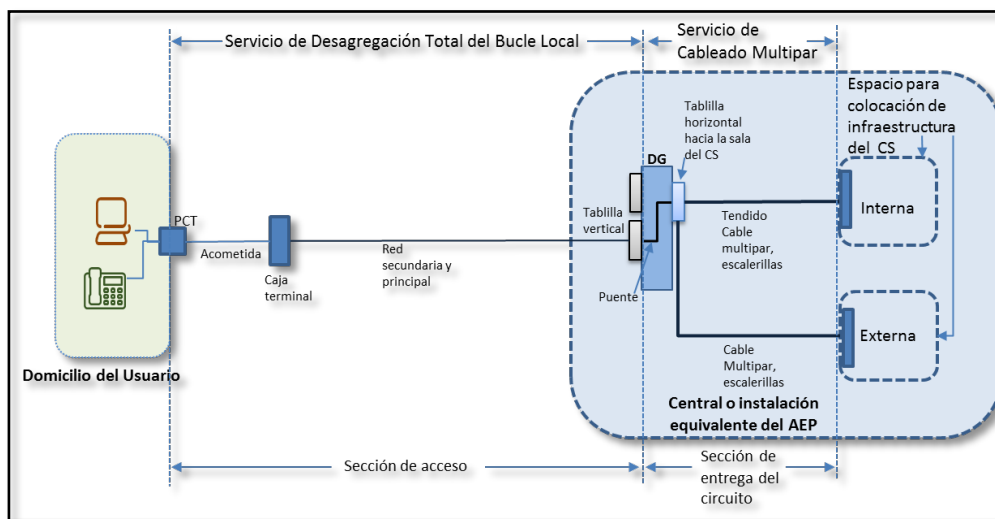 Servicio de Desagregación Total del Bucle Local
Servicio de
Cableado Multipar
Espacio para
colocación de
infraestructura
del CS
Tablilla
horizontal
hacia la sala
del CS
DG
PCT
Tablilla
vertical
Interna
Acometida
Red
secundaria y
principal
Caja
terminal
Puente
Tendido
Cable
multipar,
escalerillas
Externa
Cable
Multipar,
escalerillas
Domicilio del Usuario
Central o instalación
equivalente del AEP
Sección de acceso
Sección de
entrega del
circuito